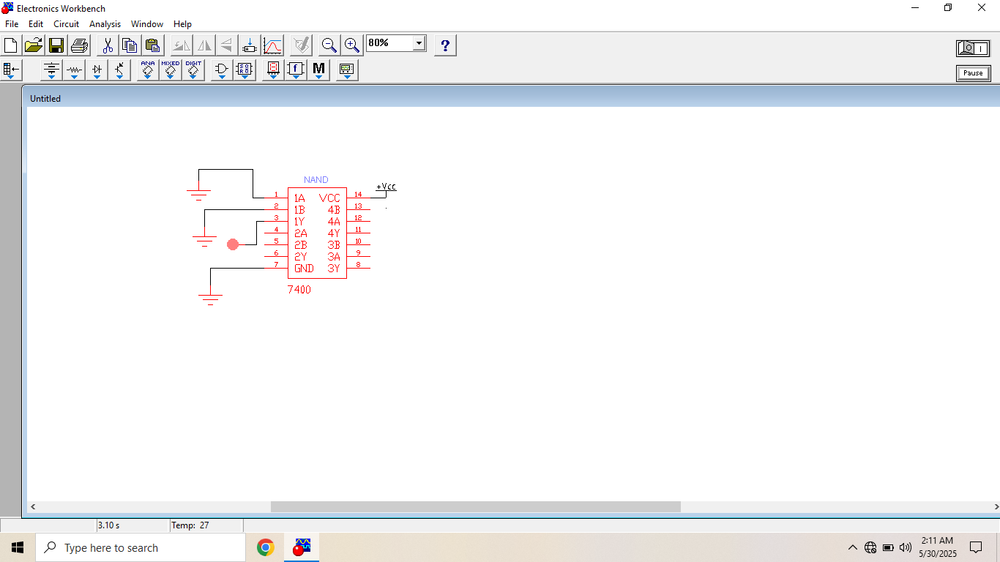 Electronics Workbench
File Edit Circuit Analysis Window Help
80% ?
ANA MIXED DIGIT f M
Pause
Untitled
NAND
+Vcc
1 1A VCC 14
2 1B 4B 13
3 1Y 4A 12
4 2A 4Y 11
5 2B 3B 10
6 2Y 3A 9
7 GND 3Y 8
7400
3.10 s Temp: 27
Type here to search
2:11 AM
5/30/2025